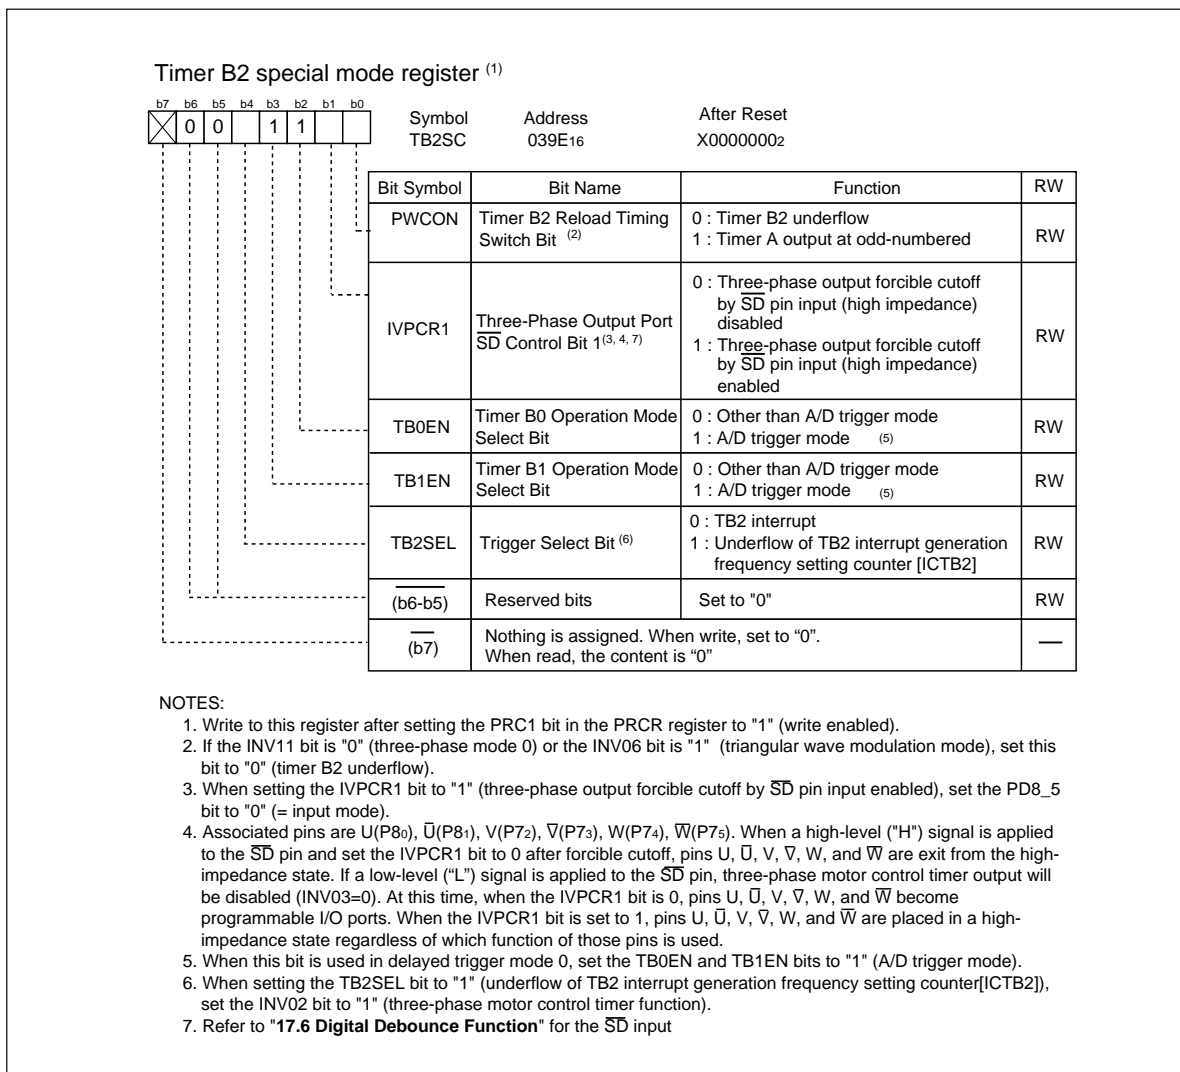 Timer B2 special mode register (1)
b7 b6 b5 b4 b3 b2 b1 b0
0 0 1 1
Symbol Address After Reset
TB2SC 039E16 X00000002
Bit Symbol Bit Name Function RW
PWCON Timer B2 Reload Timing Switch Bit (2) 0 : Timer B2 underflow
1 : Timer A output at odd-numbered RW
IVPCR1 Three-Phase Output Port S̅D̅ Control Bit 1(3, 4, 7) 0 : Three-phase output forcible cutoff
by S̅D̅ pin input (high impedance)
disabled
1 : Three-phase output forcible cutoff
by S̅D̅ pin input (high impedance)
enabled RW
TB0EN Timer B0 Operation Mode Select Bit 0 : Other than A/D trigger mode
1 : A/D trigger mode (5) RW
TB1EN Timer B1 Operation Mode Select Bit 0 : Other than A/D trigger mode
1 : A/D trigger mode (5) RW
TB2SEL Trigger Select Bit (6) 0 : TB2 interrupt
1 : Underflow of TB2 interrupt generation
frequency setting counter [ICTB2] RW
(b6-b5) Reserved bits Set to "0" RW
(b7) Nothing is assigned. When write, set to “0”.
When read, the content is “0” —
NOTES:
1. Write to this register after setting the PRC1 bit in the PRCR register to "1" (write enabled).
2. If the INV11 bit is "0" (three-phase mode 0) or the INV06 bit is "1" (triangular wave modulation mode), set this
bit to "0" (timer B2 underflow).
3. When setting the IVPCR1 bit to "1" (three-phase output forcible cutoff by S̅D̅ pin input enabled), set the PD8_5
bit to "0" (= input mode).
4. Associated pins are U(P80), U̅(P81), V(P72), V̅(P73), W(P74), W̅(P75). When a high-level ("H") signal is applied
to the S̅D̅ pin and set the IVPCR1 bit to 0 after forcible cutoff, pins U, U̅, V, V̅, W, and W̅ are exit from the high-
impedance state. If a low-level (“L”) signal is applied to the S̅D̅ pin, three-phase motor control timer output will
be disabled (INV03=0). At this time, when the IVPCR1 bit is 0, pins U, U̅, V, V̅, W, and W̅ become
programmable I/O ports. When the IVPCR1 bit is set to 1, pins U, U̅, V, V̅, W, and W̅ are placed in a high-
impedance state regardless of which function of those pins is used.
5. When this bit is used in delayed trigger mode 0, set the TB0EN and TB1EN bits to "1" (A/D trigger mode).
6. When setting the TB2SEL bit to "1" (underflow of TB2 interrupt generation frequency setting counter[ICTB2]),
set the INV02 bit to "1" (three-phase motor control timer function).
7. Refer to "17.6 Digital Debounce Function" for the S̅D̅ input